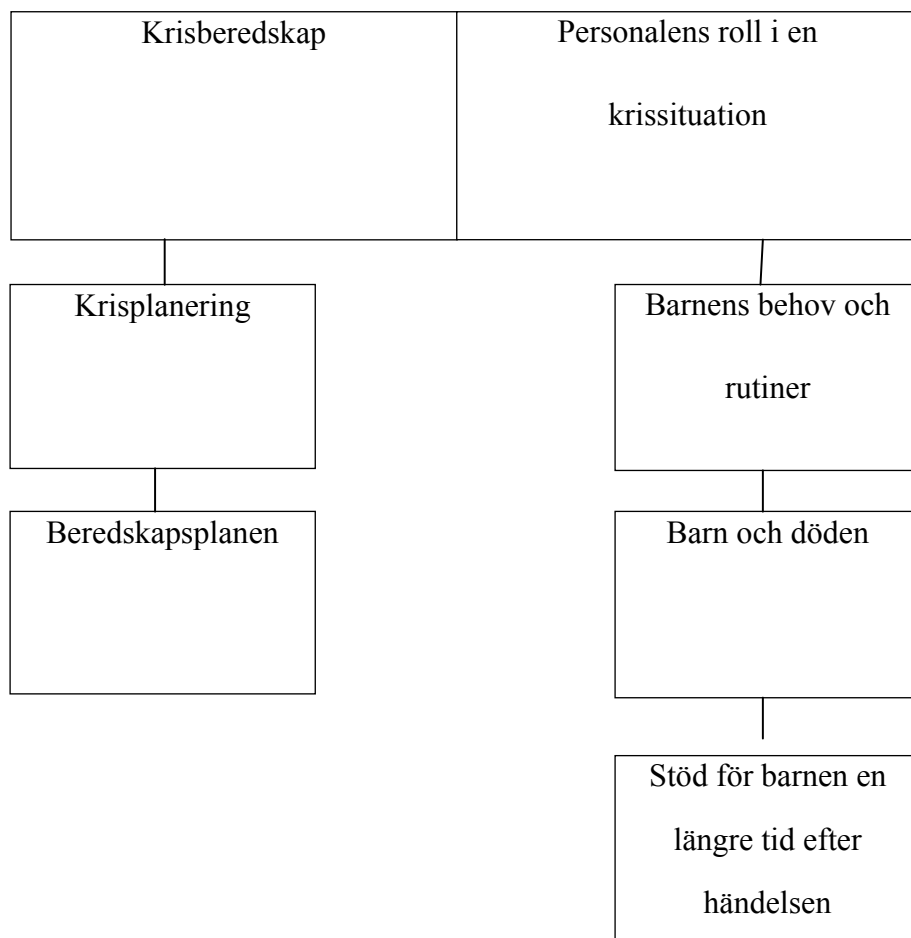 Krisberedskap
Personalens roll i en
krissituation
Krisplanering
Barnens behov och
rutiner
Beredskapsplanen
Barn och döden
Stöd för barnen en
längre tid efter
händelsen